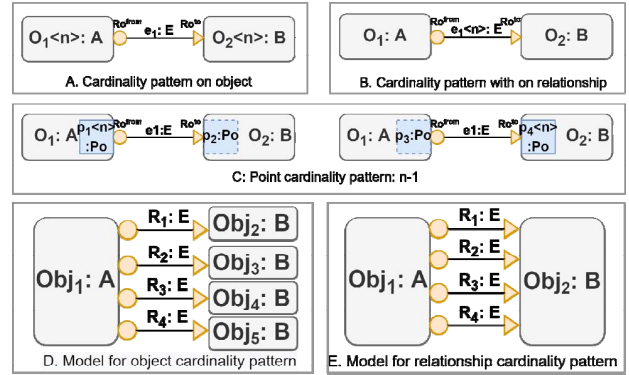 O₁<n>: A Roᶠʳᵒᵐ e₁: E Roᵗᵒ O₂<n>: B
A. Cardinality pattern on object
O₁: A Roᶠʳᵒᵐ e₁<n>: E Roᵗᵒ O₂: B
B. Cardinality pattern with on relationship
O₁: A p₁<n> :Po Roᶠʳᵒᵐ e1:E Roᵗᵒ p₂:Po O₂: B
O₁: A p₃:Po Roᶠʳᵒᵐ e1:E Roᵗᵒ p₄<n> :Po O₂: B
C: Point cardinality pattern: n-1
Obj₁: A
R₁: E Obj₂: B
R₂: E Obj₃: B
R₃: E Obj₄: B
R₄: E Obj₅: B
D. Model for object cardinality pattern
Obj₁: A
R₁: E
R₂: E
R₃: E
R₄: E
Obj₂: B
E. Model for relationship cardinality pattern